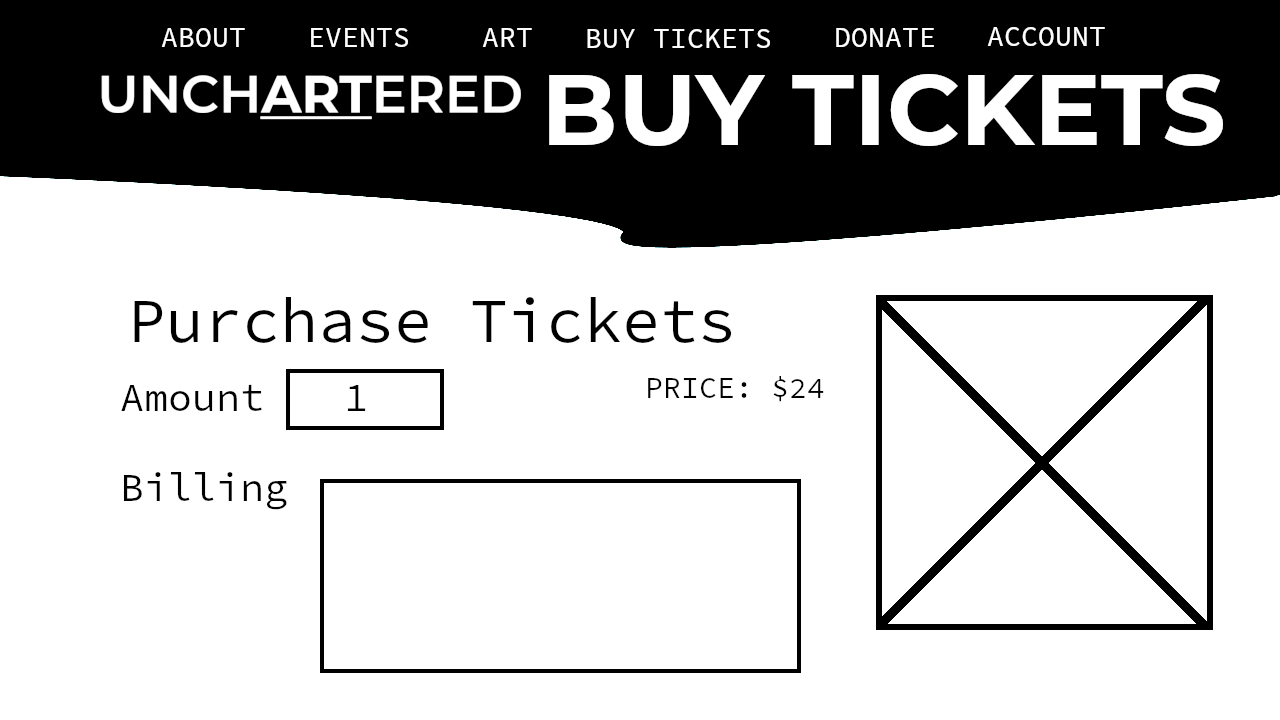 ABOUT EVENTS ART BUY TICKETS DONATE ACCOUNT
UNCHARTERED BUY TICKETS
Purchase Tickets
Amount 1 PRICE: $24
Billing